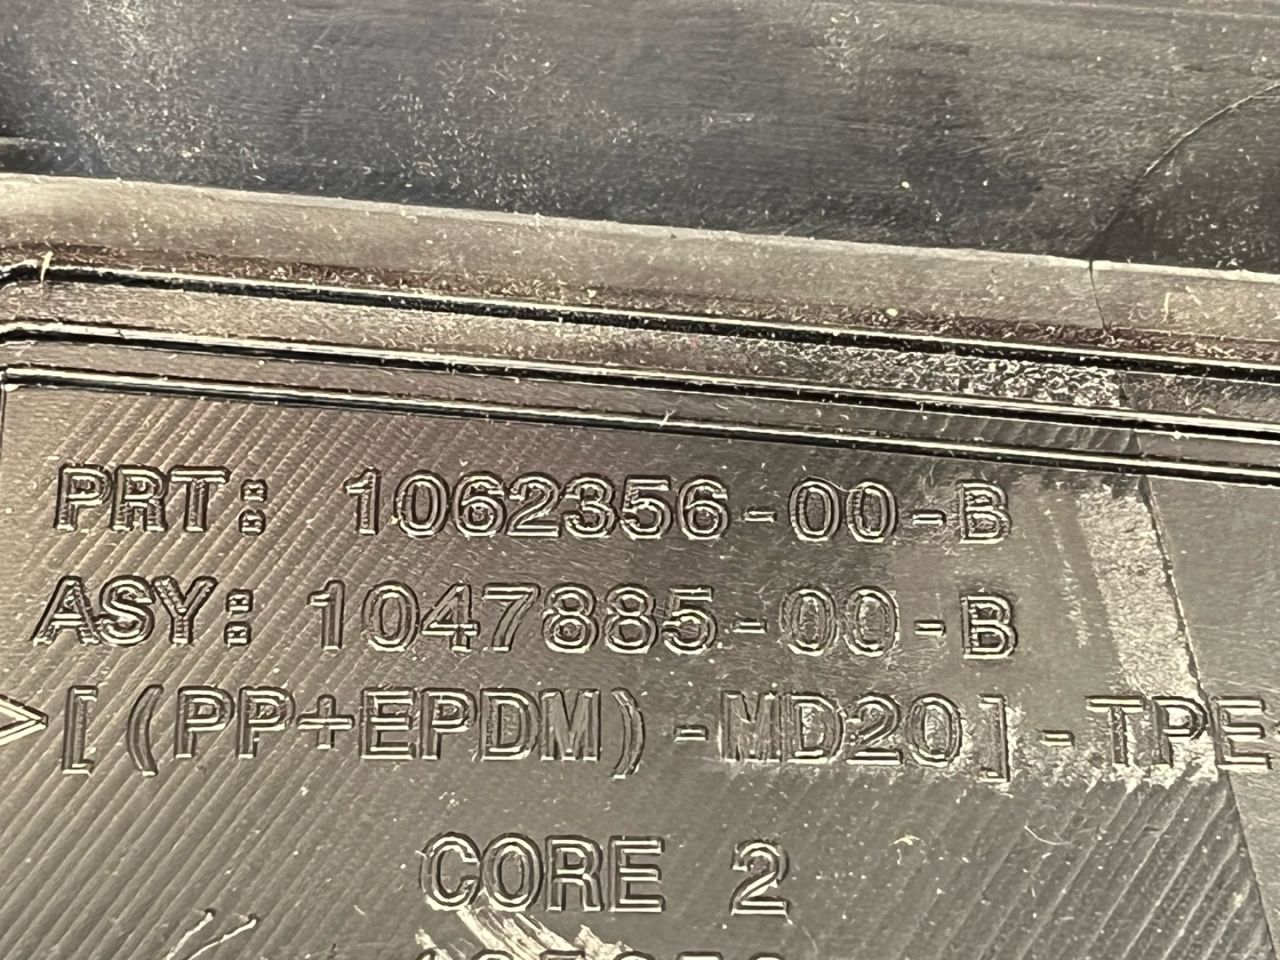 PRT: 1062356-00-B
ASY: 1047885-00-B
>[(PP+EPDM)-MD20]-TPE
CORE 2